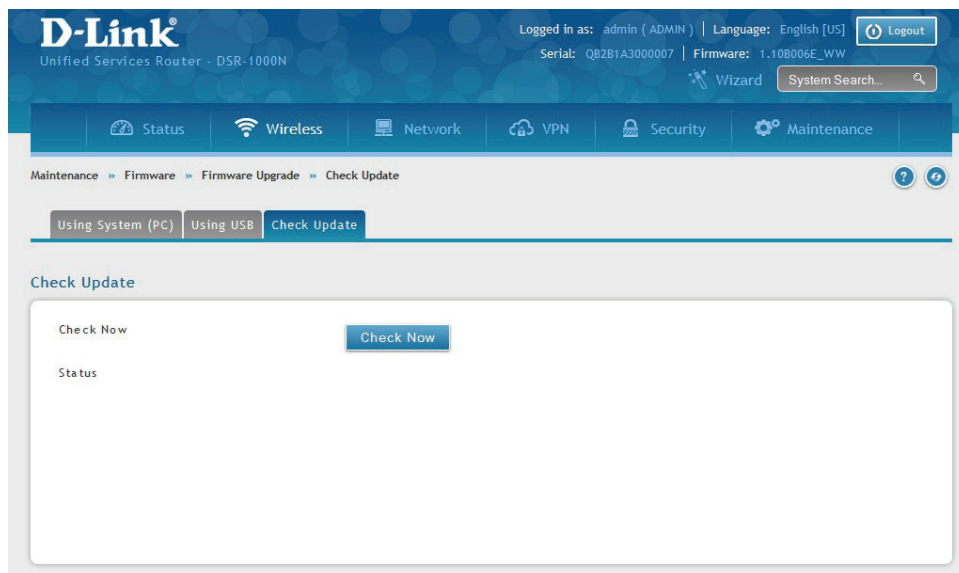 D-Link®
Logged in as: admin ( ADMIN ) | Language: English [US] Logout
Unified Services Router - DSR-1000N
Serial: QB2B1A3000007 | Firmware: 1.10B006E_WW
Wizard System Search...
Status Wireless Network VPN Security Maintenance
Maintenance » Firmware » Firmware Upgrade » Check Update ?
Using System (PC) Using USB Check Update
Check Update
Check Now Check Now
Status